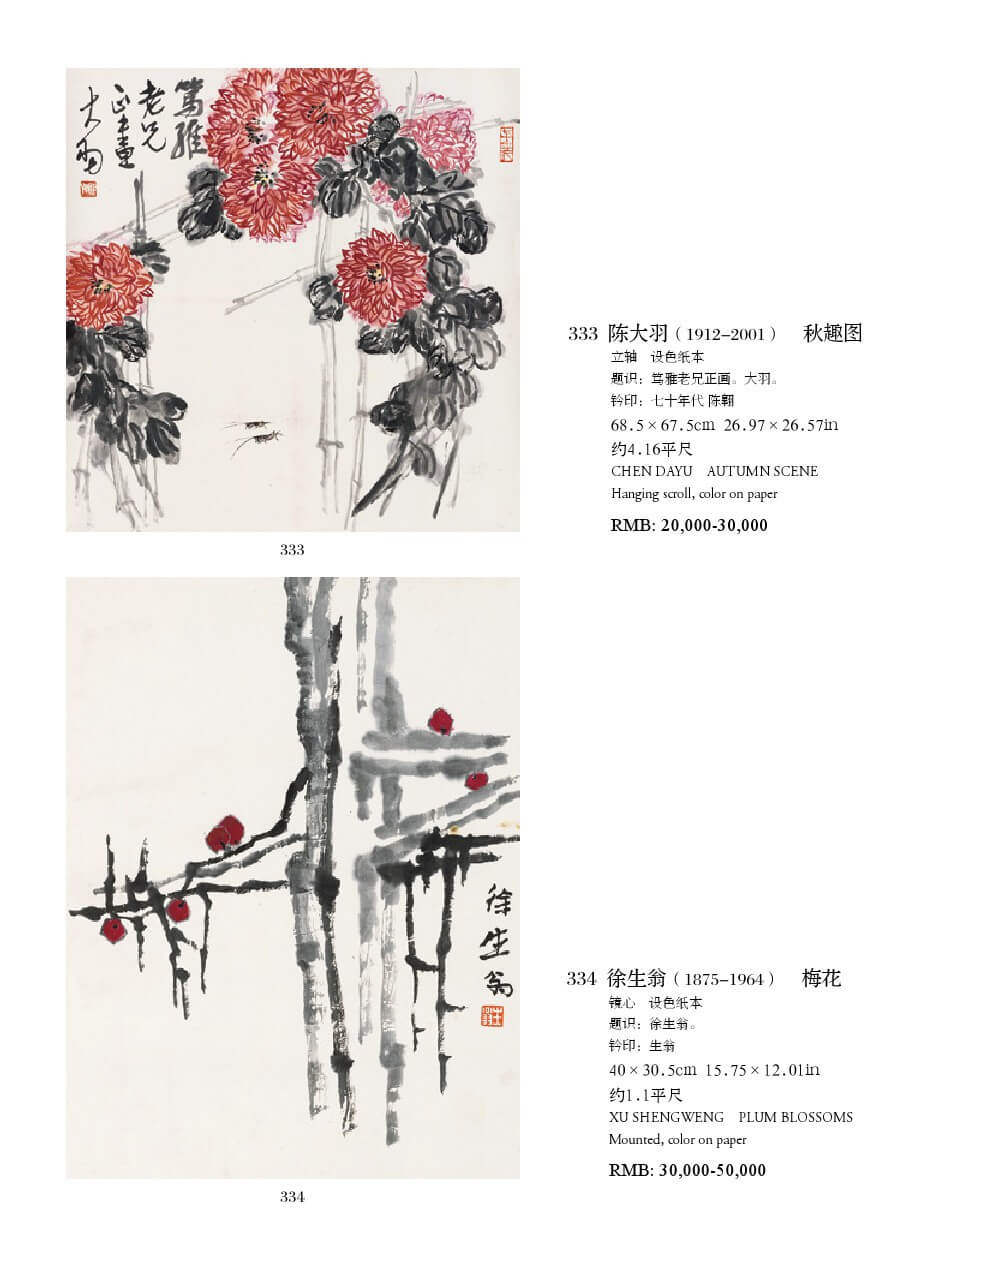 篤雅
老兄
正畫
大羽
333
333 陈大羽（1912–2001） 秋趣图
立轴 设色纸本
题识：笃雅老兄正画。大羽。
钤印：七十年代 陈翱
68.5×67.5cm 26.97×26.57in
约4.16平尺
CHEN DAYU AUTUMN SCENE
Hanging scroll, color on paper
RMB: 20,000-30,000
徐生翁
334
334 徐生翁（1875–1964） 梅花
镜心 设色纸本
题识：徐生翁。
钤印：生翁
40×30.5cm 15.75×12.01in
约1.1平尺
XU SHENGWENG PLUM BLOSSOMS
Mounted, color on paper
RMB: 30,000-50,000